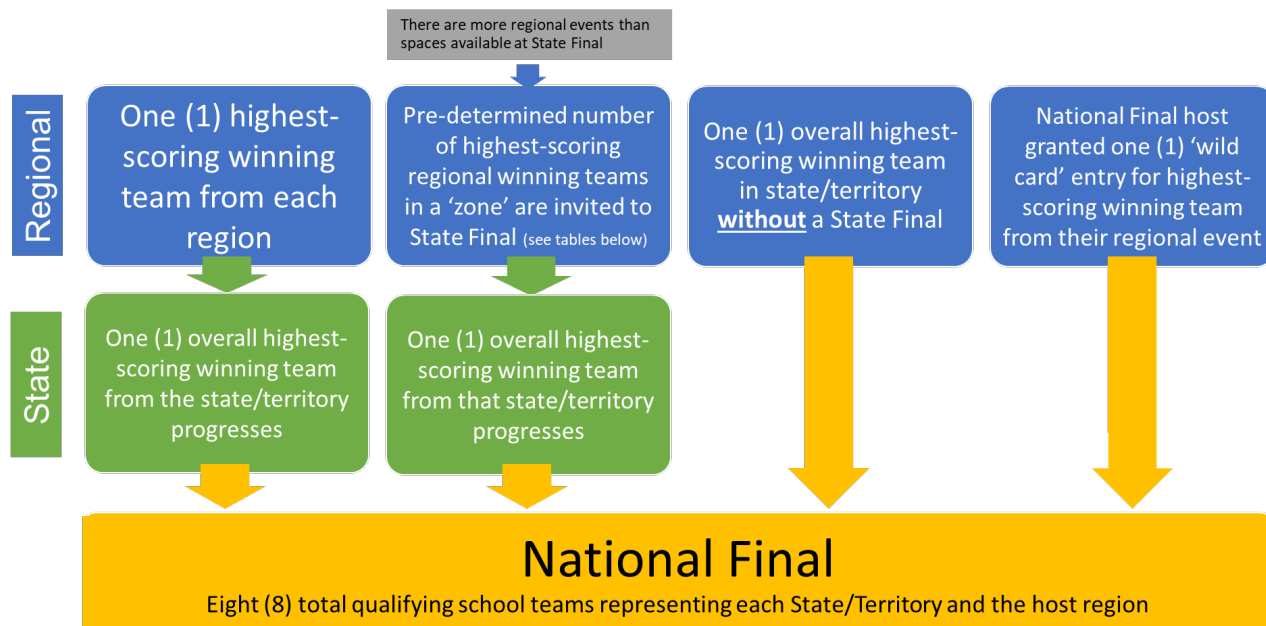 There are more regional events than
spaces available at State Final
Regional
One (1) highest-
scoring winning
team from each
region
Pre-determined number
of highest-scoring
regional winning teams
in a ‘zone’ are invited to
State Final (see tables below)
One (1) overall highest-
scoring winning team
in state/territory
without a State Final
National Final host
granted one (1) ‘wild
card’ entry for highest-
scoring winning team
from their regional event
State
One (1) overall highest-
scoring winning team
from the state/territory
progresses
One (1) overall highest-
scoring winning team
from that state/territory
progresses
National Final
Eight (8) total qualifying school teams representing each State/Territory and the host region